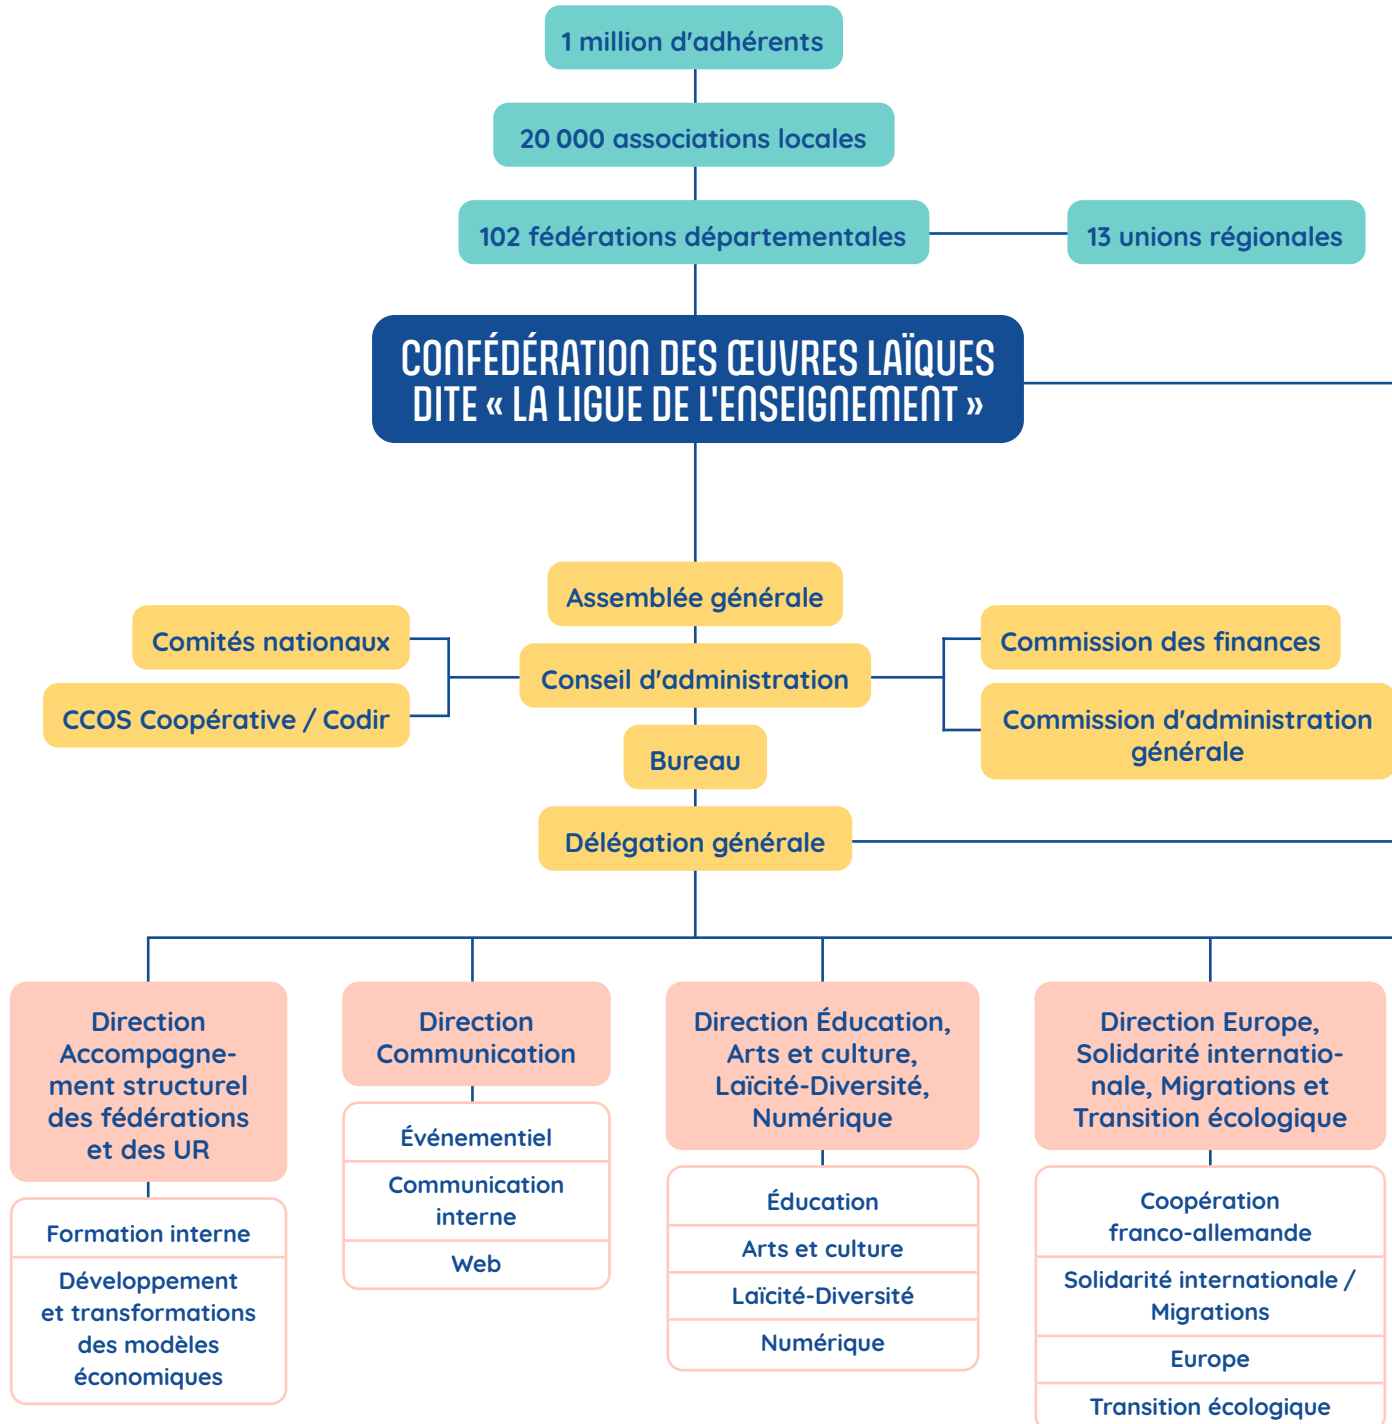 1 million d'adhérents
20 000 associations locales
102 fédérations départementales
13 unions régionales
CONFÉDÉRATION DES ŒUVRES LAÏQUES
DITE « LA LIGUE DE L'ENSEIGNEMENT »
Assemblée générale
Comités nationaux
Commission des finances
Conseil d'administration
CCOS Coopérative / Codir
Commission d'administration
générale
Bureau
Délégation générale
Direction
Accompagne-
ment structurel
des fédérations
et des UR
Formation interne
Développement
et transformations
des modèles
économiques
Direction
Communication
Événementiel
Communication
interne
Web
Direction Éducation,
Arts et culture,
Laïcité-Diversité,
Numérique
Éducation
Arts et culture
Laïcité-Diversité
Numérique
Direction Europe,
Solidarité internatio-
nale, Migrations et
Transition écologique
Coopération
franco-allemande
Solidarité internationale /
Migrations
Europe
Transition écologique